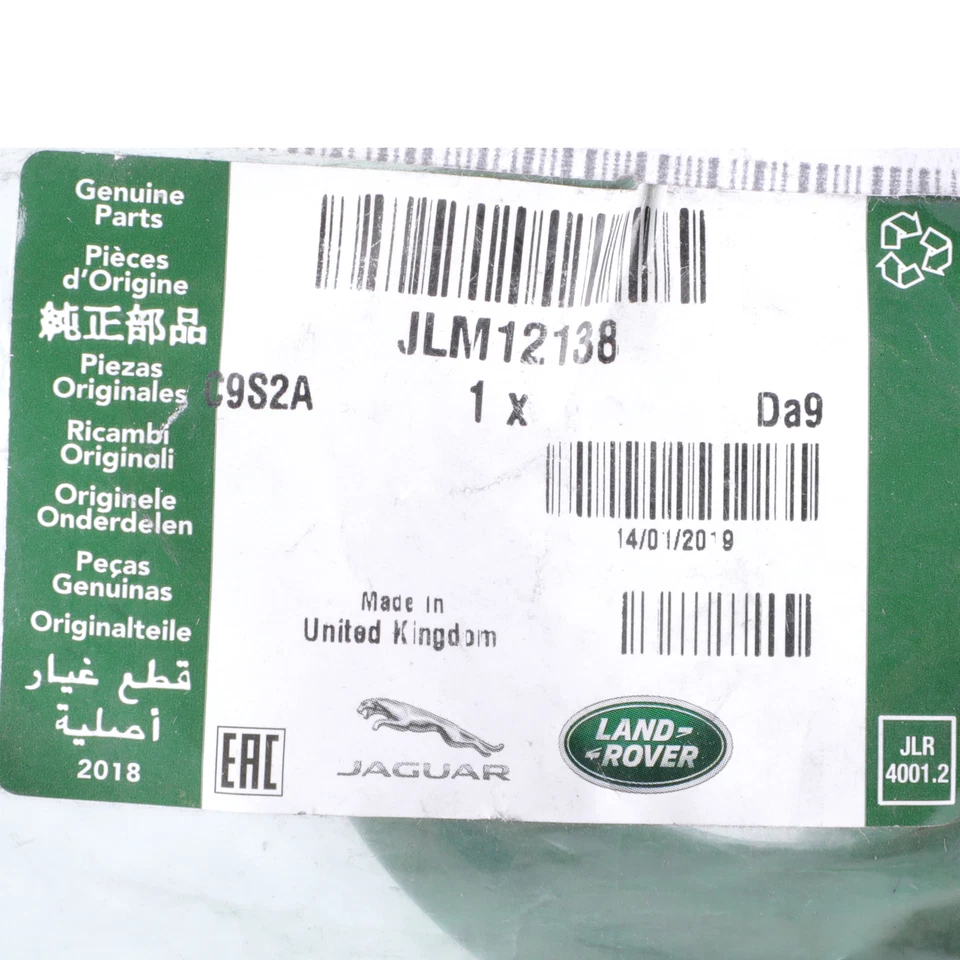 Genuine
Parts
Pièces
d'Origine
純正部品
Piezas
Originales
Ricambi
Originali
Originele
Onderdelen
Peças
Genuinas
Originalteile
قطع غيار
أصلية
2018
JLM12138
C9S2A
1 x
Da9
14/01/2019
Made in
United Kingdom
EAC
JAGUAR
LAND
ROVER
JLR
4001.2